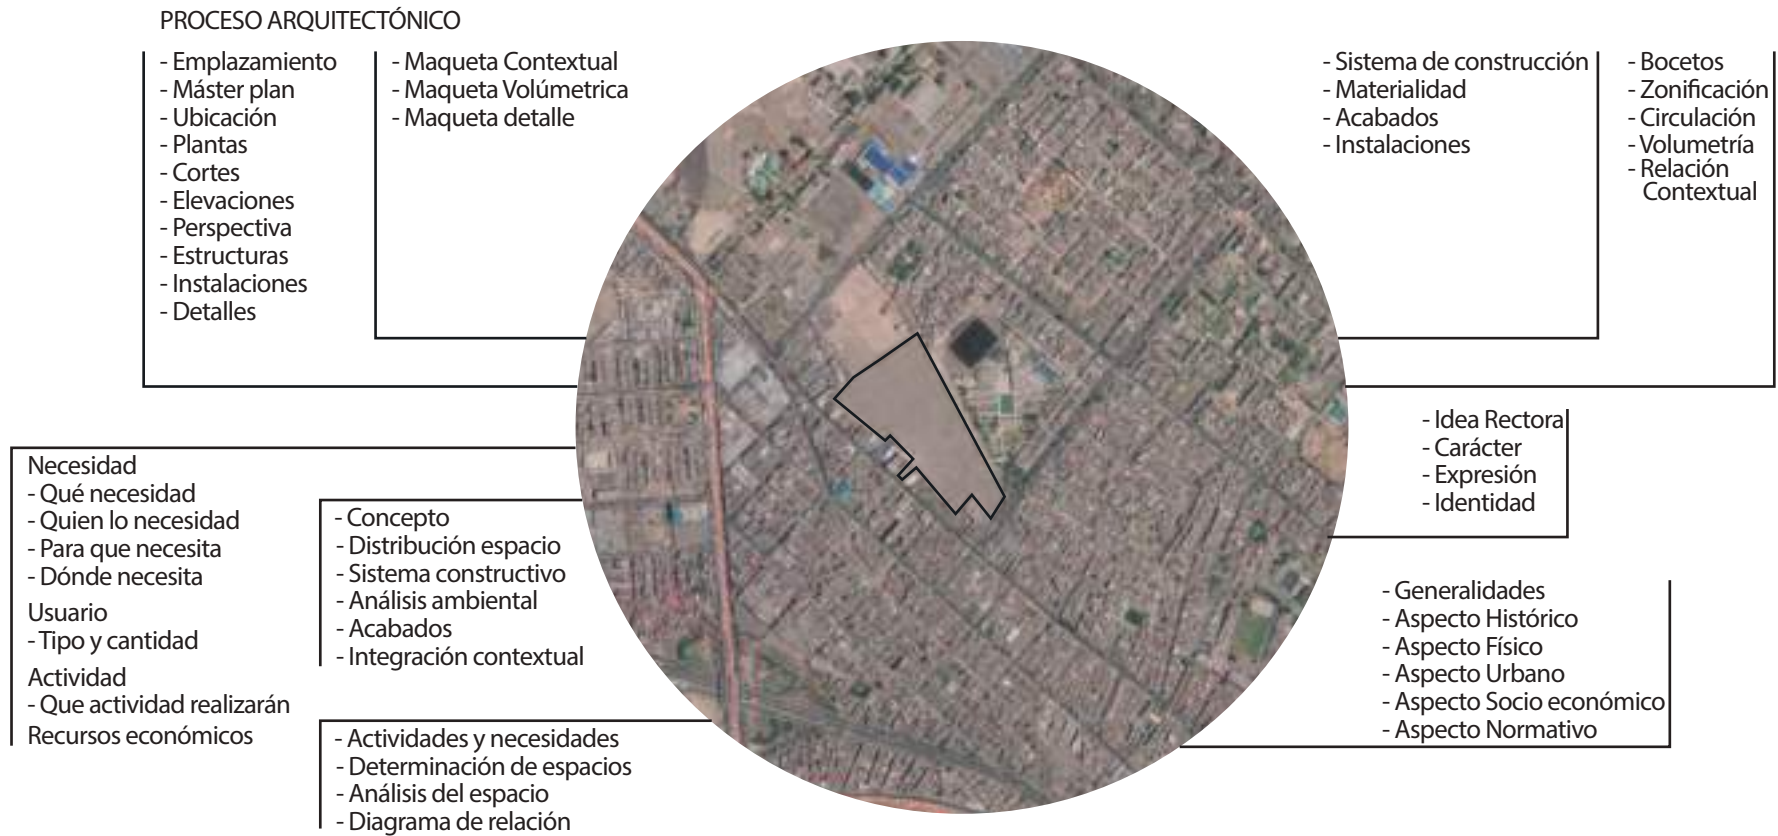 PROCESO ARQUITECTÓNICO
- Emplazamiento
- Máster plan
- Ubicación
- Plantas
- Cortes
- Elevaciones
- Perspectiva
- Estructuras
- Instalaciones
- Detalles
- Maqueta Contextual
- Maqueta Volúmetrica
- Maqueta detalle
- Sistema de construcción
- Materialidad
- Acabados
- Instalaciones
- Bocetos
- Zonificación
- Circulación
- Volumetría
- Relación
Contextual
Necesidad
- Qué necesidad
- Quien lo necesidad
- Para que necesita
- Dónde necesita
Usuario
- Tipo y cantidad
Actividad
- Que actividad realizarán
Recursos económicos
- Concepto
- Distribución espacio
- Sistema constructivo
- Análisis ambiental
- Acabados
- Integración contextual
- Actividades y necesidades
- Determinación de espacios
- Análisis del espacio
- Diagrama de relación
- Idea Rectora
- Carácter
- Expresión
- Identidad
- Generalidades
- Aspecto Histórico
- Aspecto Físico
- Aspecto Urbano
- Aspecto Socio económico
- Aspecto Normativo